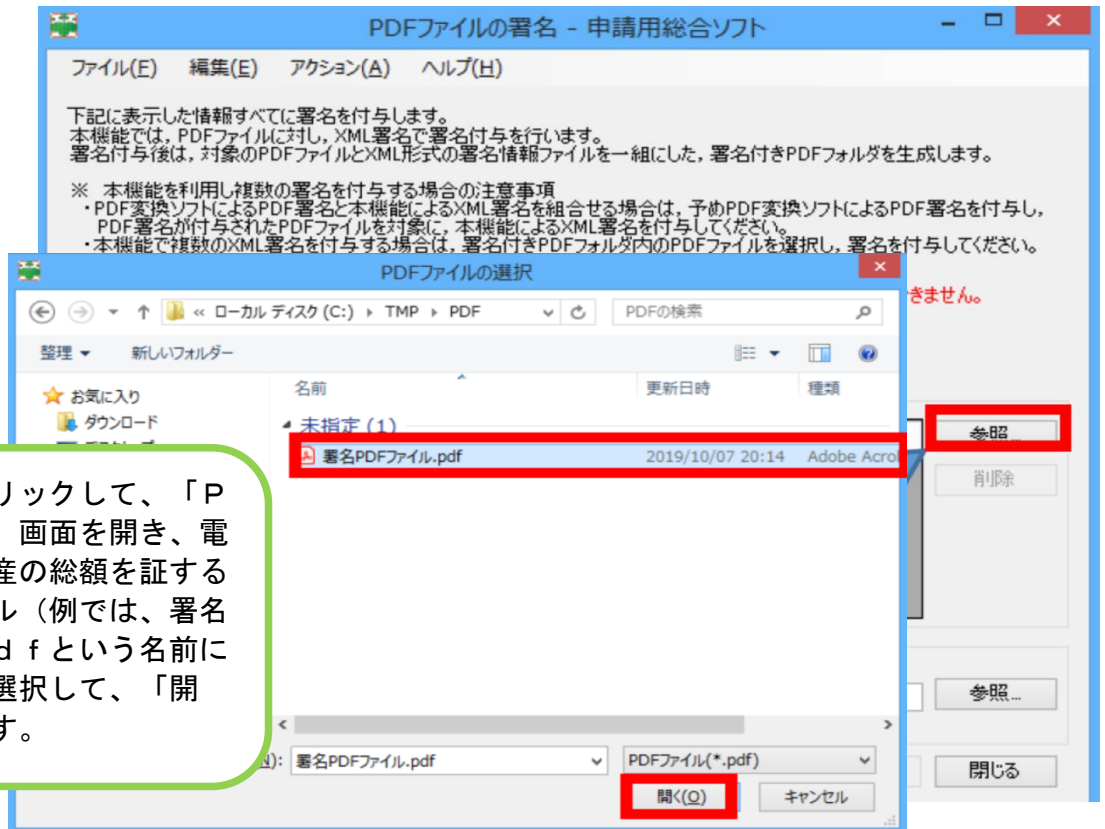 PDFファイルの署名 - 申請用総合ソフト
ファイル(F) 編集(E) アクション(A) ヘルプ(H)
下記に表示した情報すべてに署名を付与します。
本機能では，PDFファイルに対し，XML署名で署名付与を行います。
署名付与後は，対象のPDFファイルとXML形式の署名情報ファイルを一組にした，署名付きPDFフォルダを生成します。
※ 本機能を利用し複数の署名を付与する場合の注意事項
・PDF変換ソフトによるPDF署名と本機能によるXML署名を組合せる場合は，予めPDF変換ソフトによるPDF署名を付与し，
PDF署名が付与されたPDFファイルを対象に，本機能によるXML署名を付与してください。
・本機能で複数のXML署名を付与する場合は，署名付きPDFフォルダ内のPDFファイルを選択し，署名を付与してください。
きません。
PDFファイルの選択
« ローカル ディスク (C:) ▸ TMP ▸ PDF
PDFの検索
整理 新しいフォルダー
お気に入り
ダウンロード
名前 更新日時 種類
未指定 (1)
署名PDFファイル.pdf 2019/10/07 20:14 Adobe Acro
参照...
削除
リックして、「Ｐ
画面を開き、電
産の総額を証する
ル（例では、署名
ｄｆという名前に
選択して、「開
す。
N): 署名PDFファイル.pdf
PDFファイル(*.pdf)
開く(O) キャンセル
参照...
閉じる